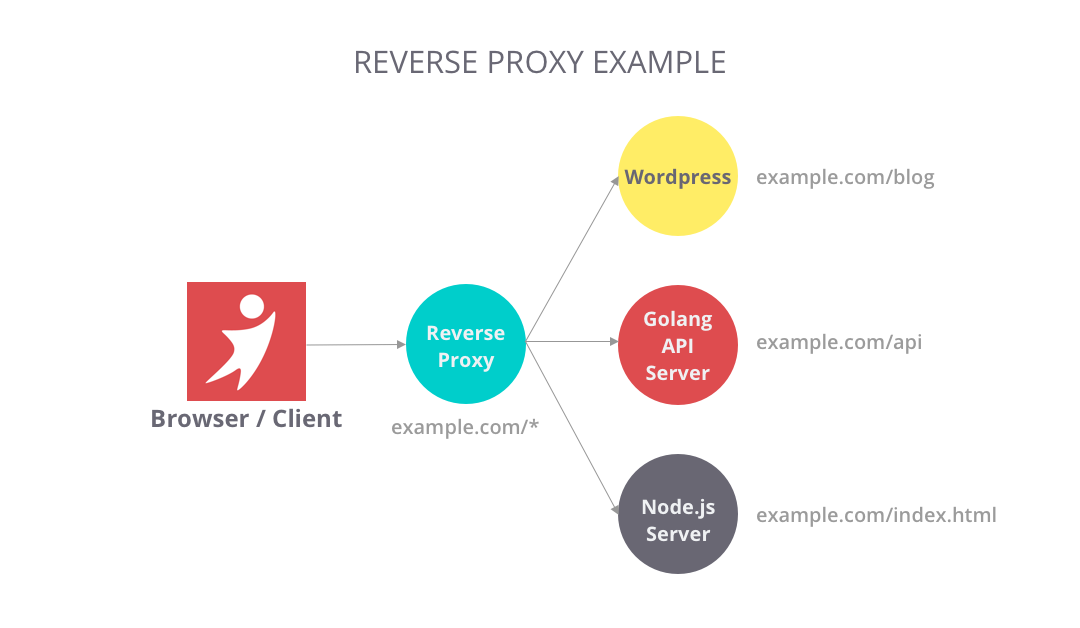 REVERSE PROXY EXAMPLE
Wordpress
example.com/blog
Reverse
Proxy
example.com/*
Browser / Client
Golang
API
Server
example.com/api
Node.js
Server
example.com/index.html